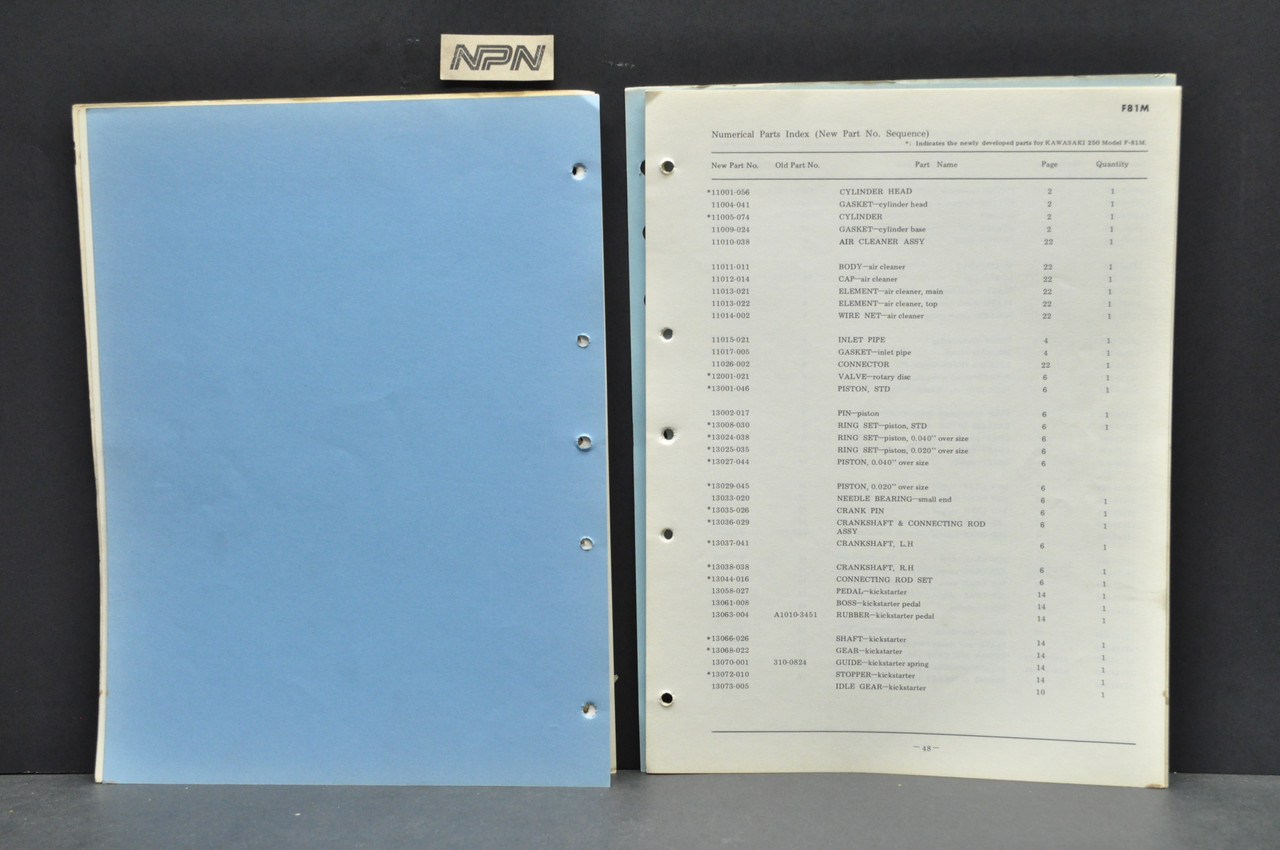 NPN
F81M
Numerical Parts Index (New Part No. Sequence)
*: Indicates the newly developed parts for KAWASAKI 250 Model F-81M.
New Part No. Old Part No. Part Name Page Quantity
*11001-056 CYLINDER HEAD 2 1
11004-041 GASKET—cylinder head 2 1
*11005-074 CYLINDER 2 1
11009-024 GASKET—cylinder base 2 1
11010-038 AIR CLEANER ASSY 22 1
11011-011 BODY—air cleaner 22 1
11012-014 CAP—air cleaner 22 1
11013-021 ELEMENT—air cleaner, main 22 1
11013-022 ELEMENT—air cleaner, top 22 1
11014-002 WIRE NET—air cleaner 22 1
11015-021 INLET PIPE 4 1
11017-005 GASKET—inlet pipe 4 1
11026-002 CONNECTOR 22 1
*12001-021 VALVE—rotary disc 6 1
*13001-046 PISTON, STD 6 1
13002-017 PIN—piston 6 1
*13008-030 RING SET—piston, STD 6 1
*13024-038 RING SET—piston, 0.040" over size 6
*13025-035 RING SET—piston, 0.020" over size 6
*13027-044 PISTON, 0.040" over size 6
*13029-045 PISTON, 0.020" over size 6
13033-020 NEEDLE BEARING—small end 6 1
*13035-026 CRANK PIN 6 1
*13036-029 CRANKSHAFT & CONNECTING ROD 6 1
ASSY
*13037-041 CRANKSHAFT, L.H 6 1
*13038-038 CRANKSHAFT, R.H 6 1
*13044-016 CONNECTING ROD SET 6 1
13058-027 PEDAL—kickstarter 14 1
13061-008 BOSS—kickstarter pedal 14 1
13063-004 A1010-3451 RUBBER—kickstarter pedal 14 1
*13066-026 SHAFT—kickstarter 14 1
*13068-022 GEAR—kickstarter 14 1
13070-001 310-0824 GUIDE—kickstarter spring 14 1
*13072-010 STOPPER—kickstarter 14 1
13073-005 IDLE GEAR—kickstarter 10 1
— 48 —